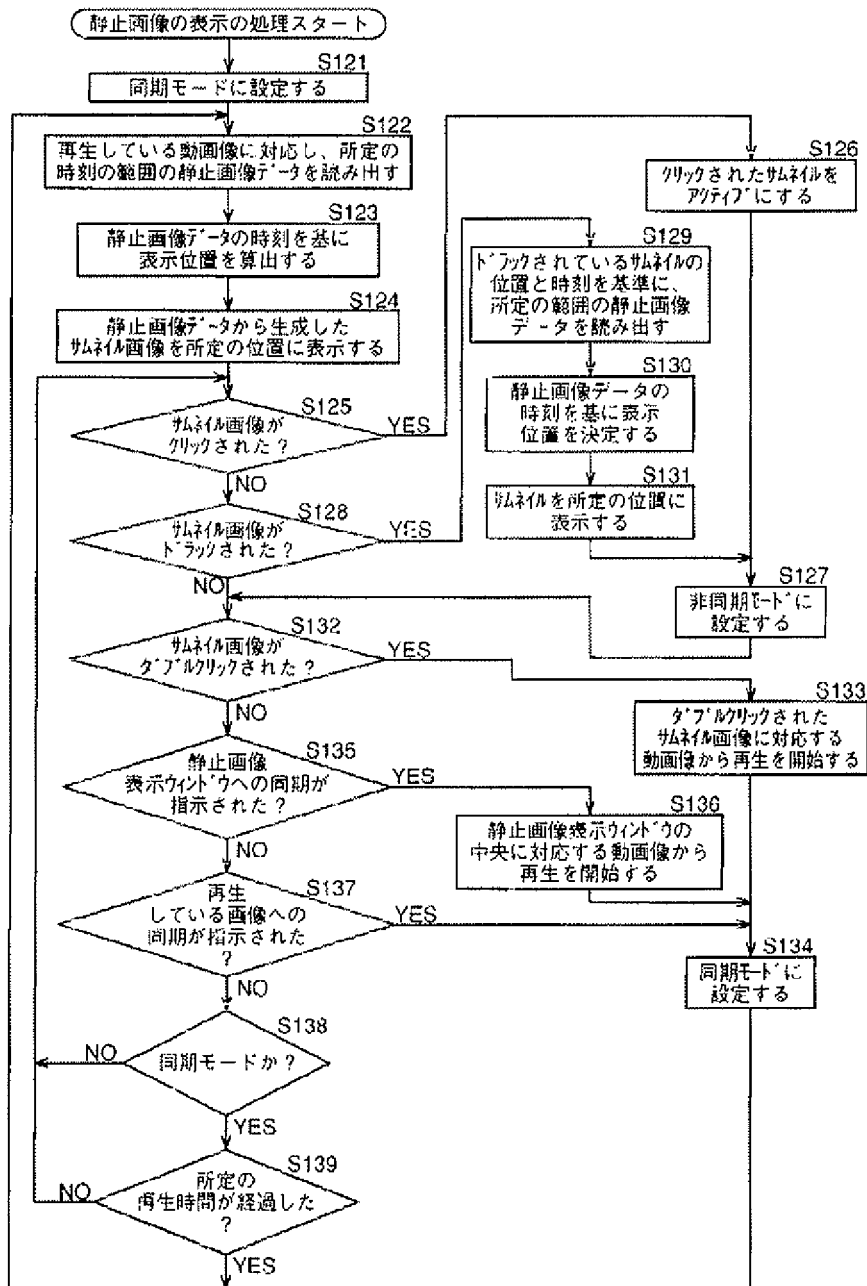 静止画像の表示の処理スタート
S121
同期モードに設定する
S122
再生している動画像に対応し、所定の
時刻の範囲の静止画像データを読み出す
S123
静止画像データの時刻を基に
表示位置を算出する
S124
静止画像データから生成した
サムネイル画像を所定の位置に表示する
S125
サムネイル画像が
クリックされた?
YES
NO
S126
クリックされたサムネイルを
アクティブにする
S128
サムネイル画像が
ドラックされた?
YES
NO
S129
ドラックされているサムネイルの
位置と時刻を基準に、
所定の範囲の静止画像
データを読み出す
S130
静止画像データの
時刻を基に表示
位置を決定する
S131
サムネイルを所定の位置に
表示する
S127
非同期モードに
設定する
S132
サムネイル画像が
ダブルクリックされた?
YES
NO
S133
ダブルクリックされた
サムネイル画像に対応する
動画像から再生を開始する
S135
静止画像
表示ウィンドウへの同期が
指示された?
YES
NO
S136
静止画像表示ウィンドウの
中央に対応する動画像から
再生を開始する
S137
再生
している画像への
同期が指示された
?
YES
NO
S134
同期モードに
設定する
S138
同期モードか?
NO
YES
S139
所定の
再生時間が経過した
?
NO
YES